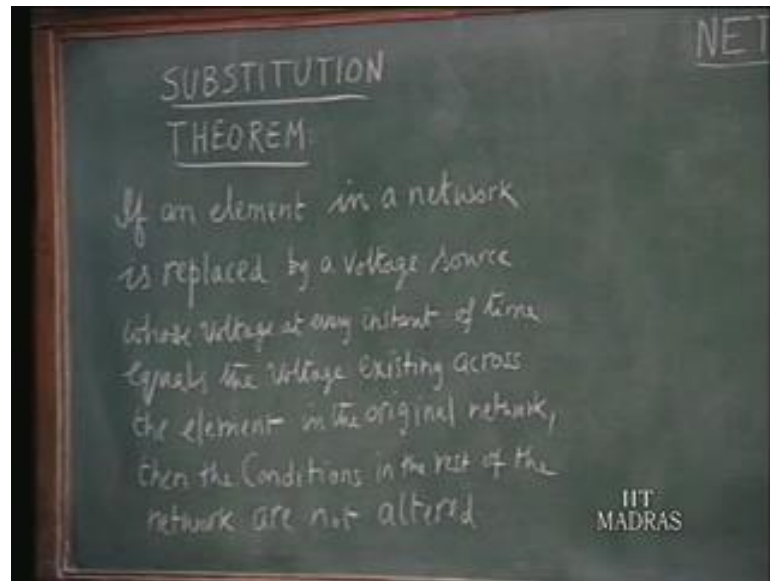 SUBSTITUTION
THEOREM:
If an element in a network
is replaced by a voltage source
whose voltage at every instant of time
equals the voltage existing across
the element in the original network,
then the Conditions in the rest of the
network are not altered
NET
IIT
MADRAS